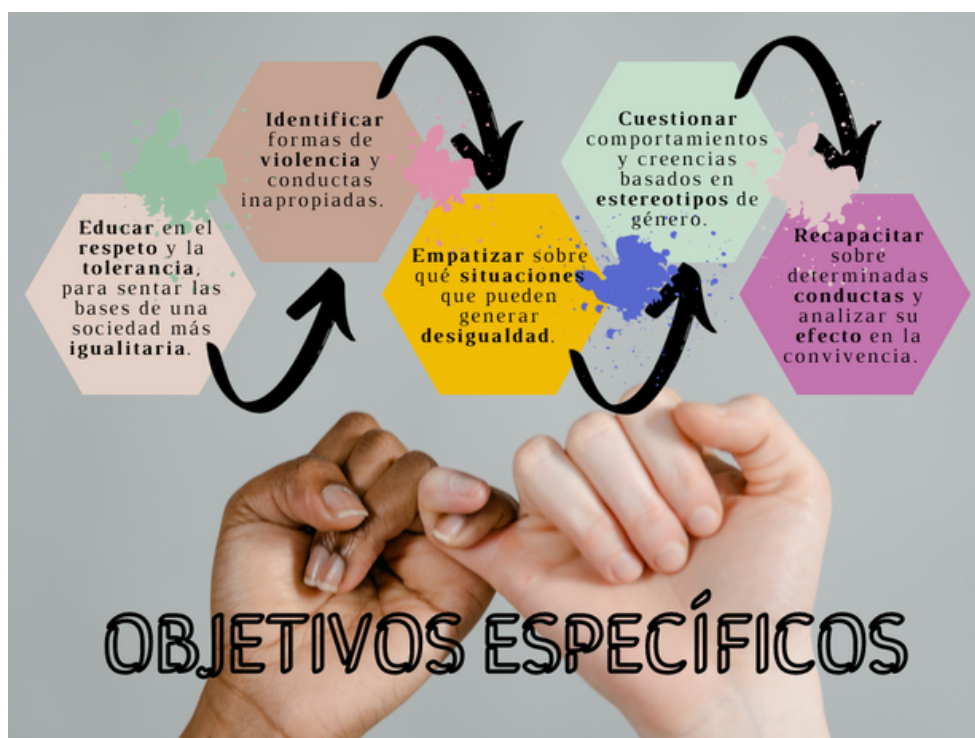 Educar en el
respeto y la
tolerancia,
para sentar las
bases de una
sociedad más
igualitaria.
Identificar
formas de
violencia y
conductas
inapropiadas.
Empatizar sobre
qué situaciones
que pueden
generar
desigualdad.
Cuestionar
comportamientos
y creencias
basados en
estereotipos de
género.
Recapacitar
sobre
determinadas
conductas y
analizar su
efecto en la
convivencia.
OBJETIVOS ESPECÍFICOS